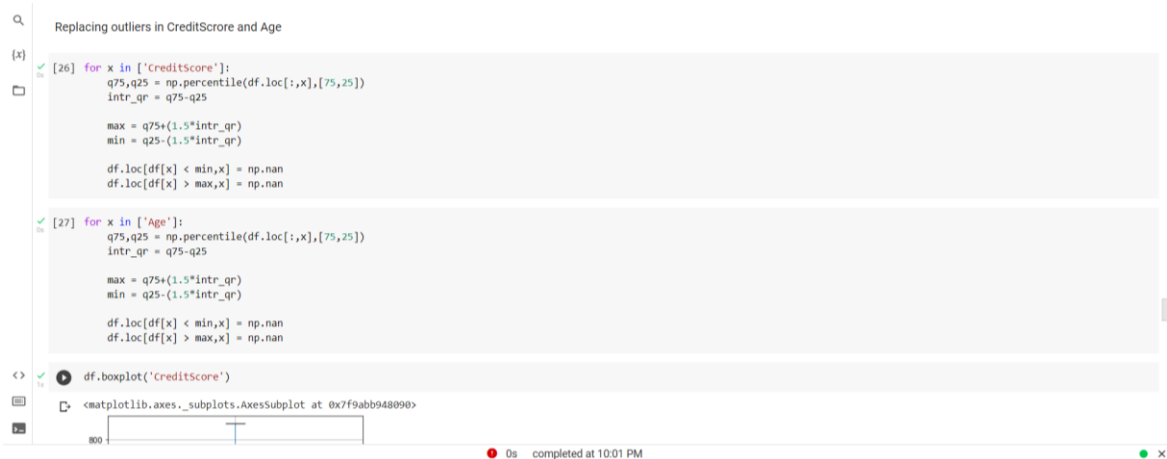 Replacing outliers in CreditScrore and Age
{x}
[26] for x in ['CreditScore']:
0s
q75,q25 = np.percentile(df.loc[:,x],[75,25])
intr_qr = q75-q25
max = q75+(1.5*intr_qr)
min = q25-(1.5*intr_qr)
df.loc[df[x] < min,x] = np.nan
df.loc[df[x] > max,x] = np.nan
[27] for x in ['Age']:
0s
q75,q25 = np.percentile(df.loc[:,x],[75,25])
intr_qr = q75-q25
max = q75+(1.5*intr_qr)
min = q25-(1.5*intr_qr)
df.loc[df[x] < min,x] = np.nan
df.loc[df[x] > max,x] = np.nan
df.boxplot('CreditScore')
1s
<matplotlib.axes._subplots.AxesSubplot at 0x7f9abb948090>
800
0s completed at 10:01 PM